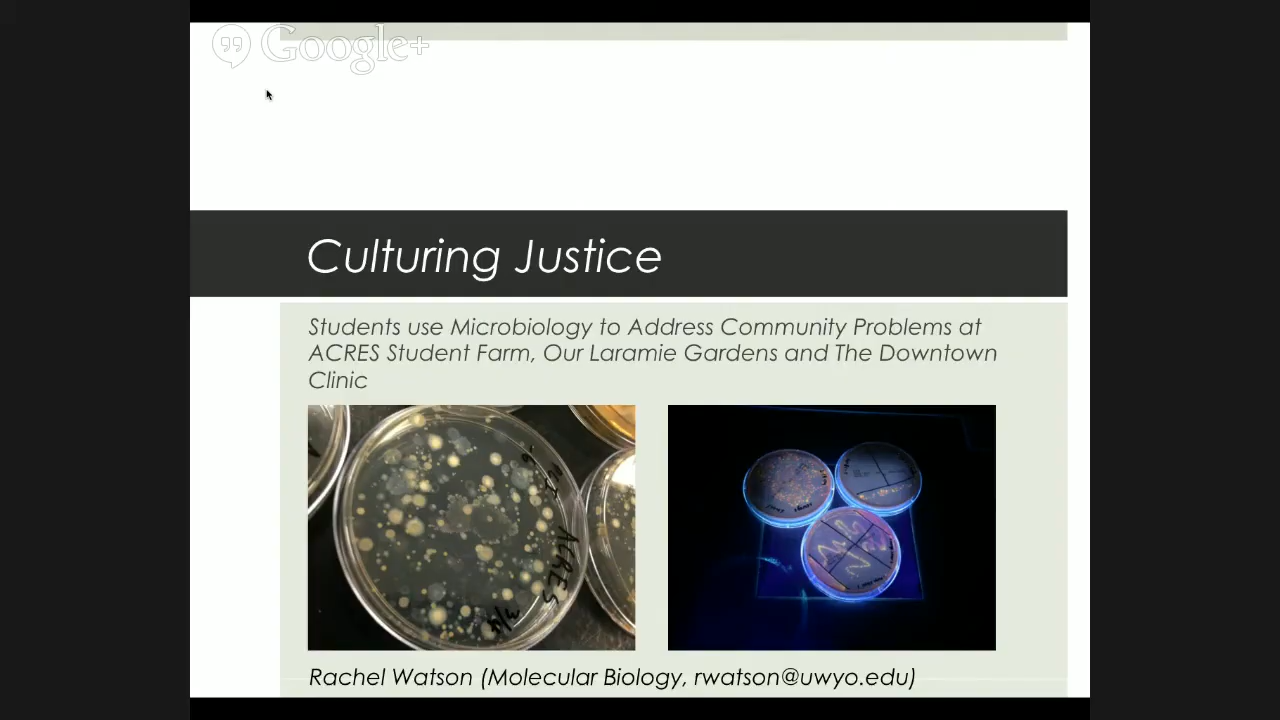 Google+
Culturing Justice
Students use Microbiology to Address Community Problems at
ACRES Student Farm, Our Laramie Gardens and The Downtown
Clinic
ACRES
Rachel Watson (Molecular Biology, rwatson@uwyo.edu)